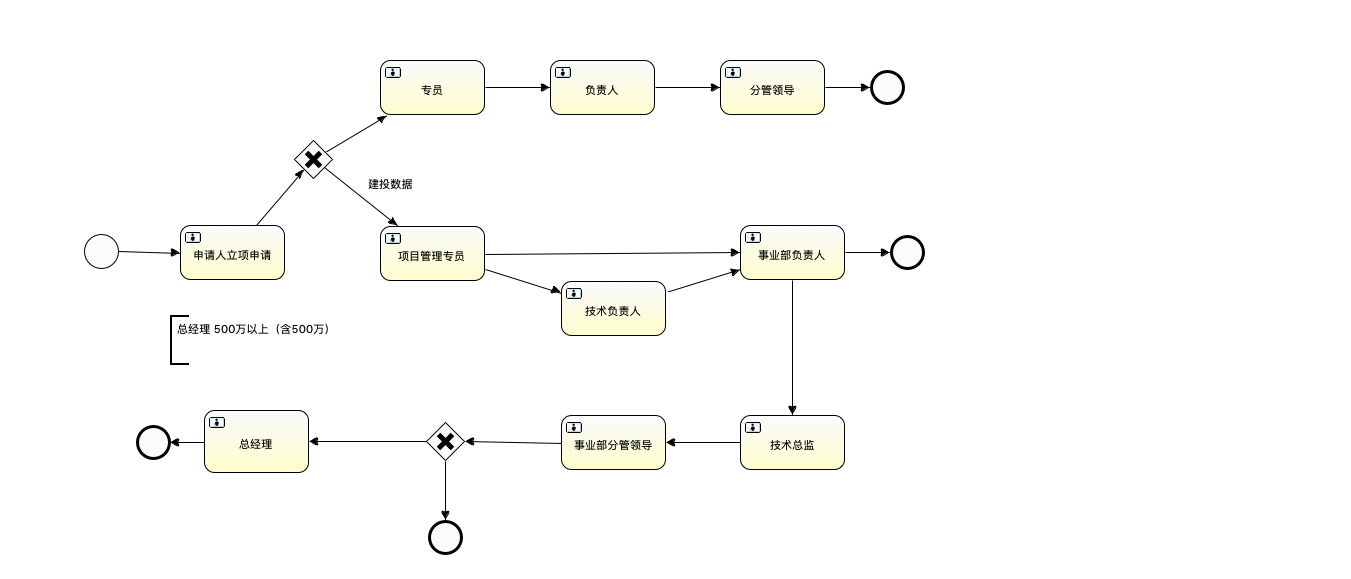 专员
负责人
分管领导
建投数据
申请人立项申请
项目管理专员
事业部负责人
技术负责人
总经理 500万以上（含500万）
总经理
事业部分管领导
技术总监